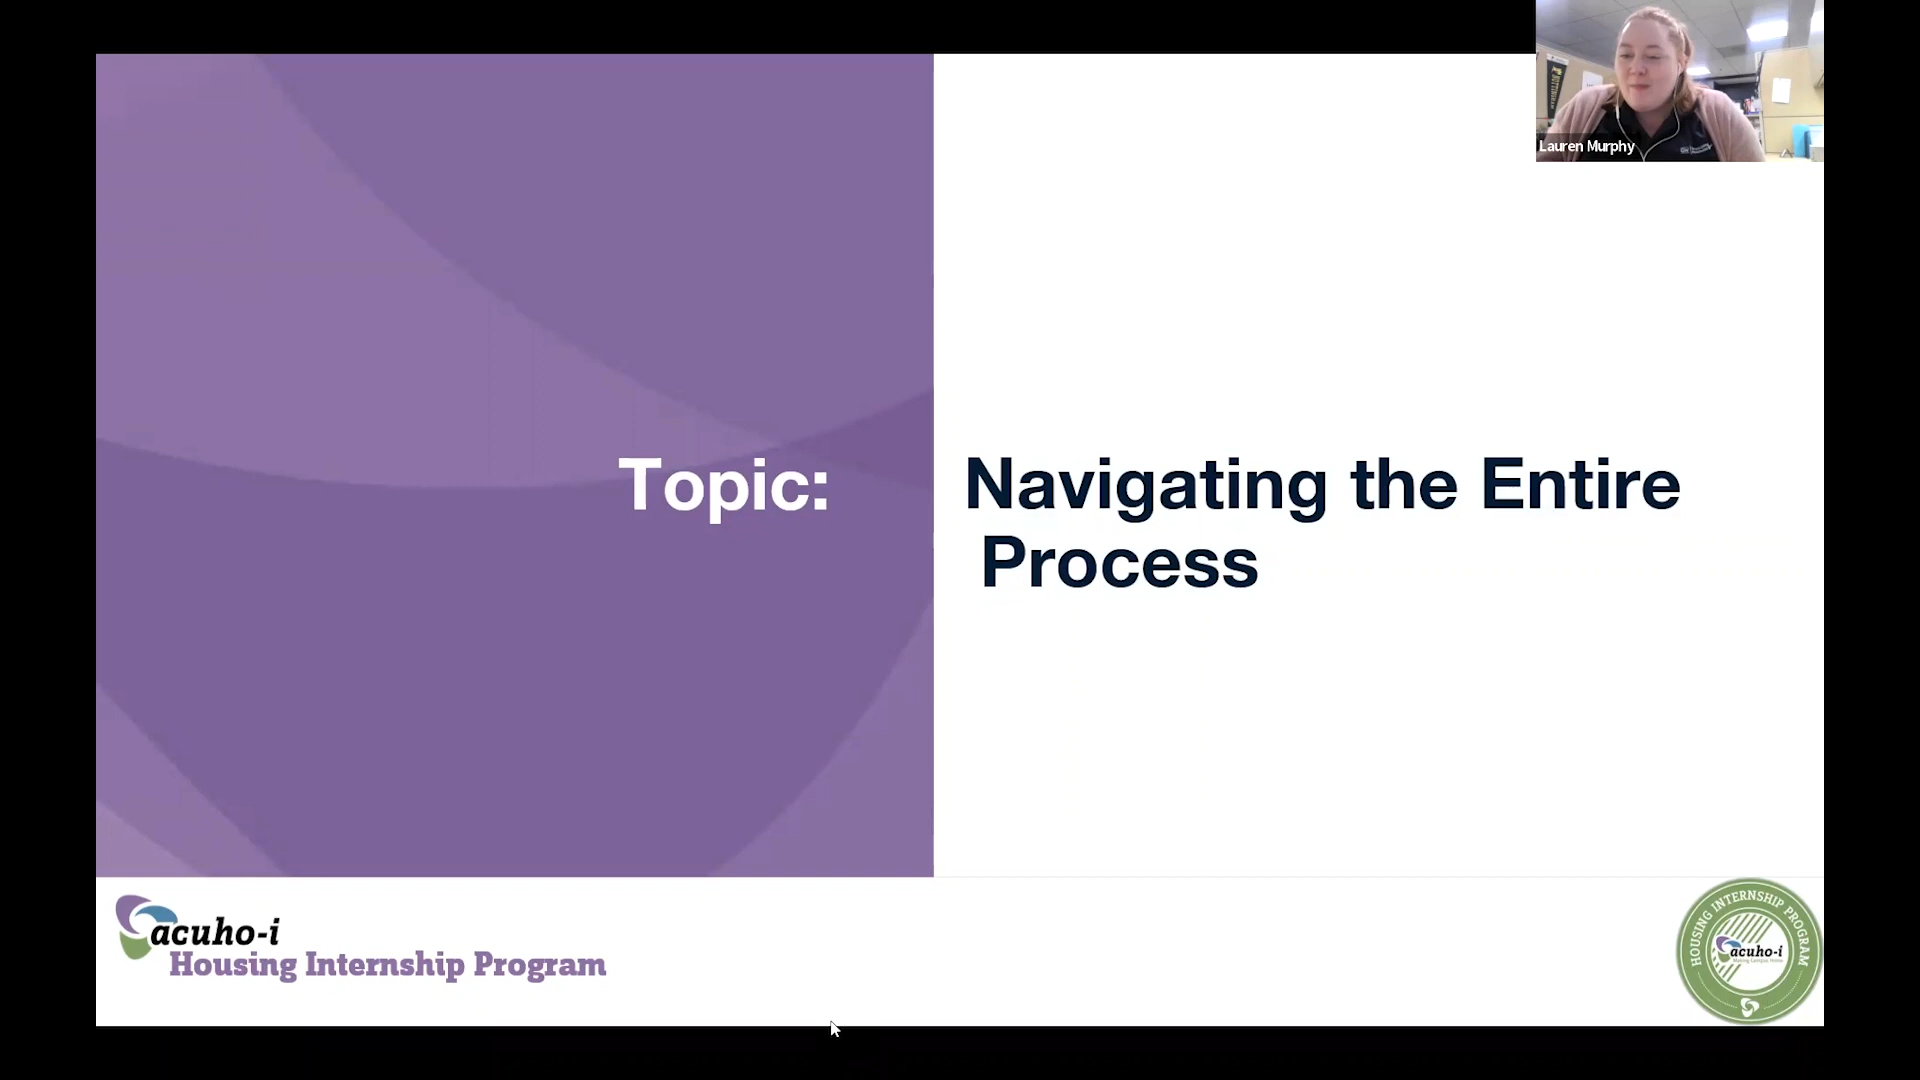 Lauren Murphy
Topic:
Navigating the Entire
Process
acuho-i
Housing Internship Program
HOUSING INTERNSHIP PROGRAM
acuho-i